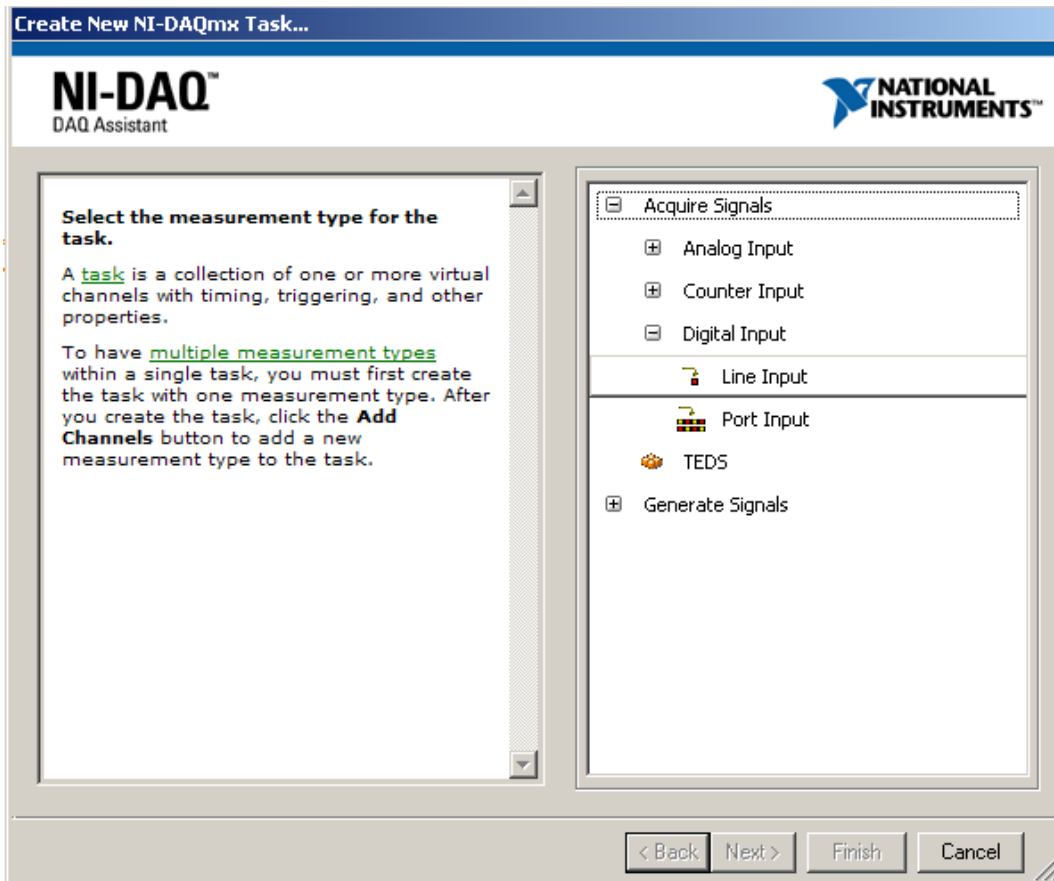 Create New NI-DAQmx Task...
NI-DAQ™
DAQ Assistant
NATIONAL
INSTRUMENTS™
Select the measurement type for the
task.
A task is a collection of one or more virtual
channels with timing, triggering, and other
properties.
To have multiple measurement types
within a single task, you must first create
the task with one measurement type. After
you create the task, click the Add
Channels button to add a new
measurement type to the task.
Acquire Signals
Analog Input
Counter Input
Digital Input
Line Input
Port Input
TEDS
Generate Signals
< Back
Next >
Finish
Cancel